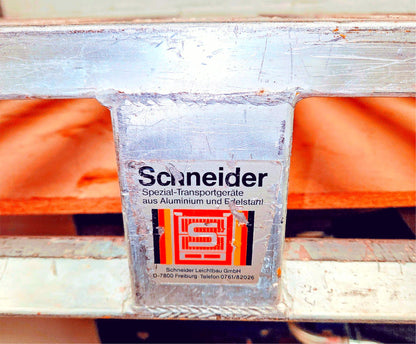 Schneider
Spezial-Transportgeräte
aus Aluminium und Edelstahl
S
Schneider Leichtbau GmbH
D-7800 Freiburg Telefon 0761/82026